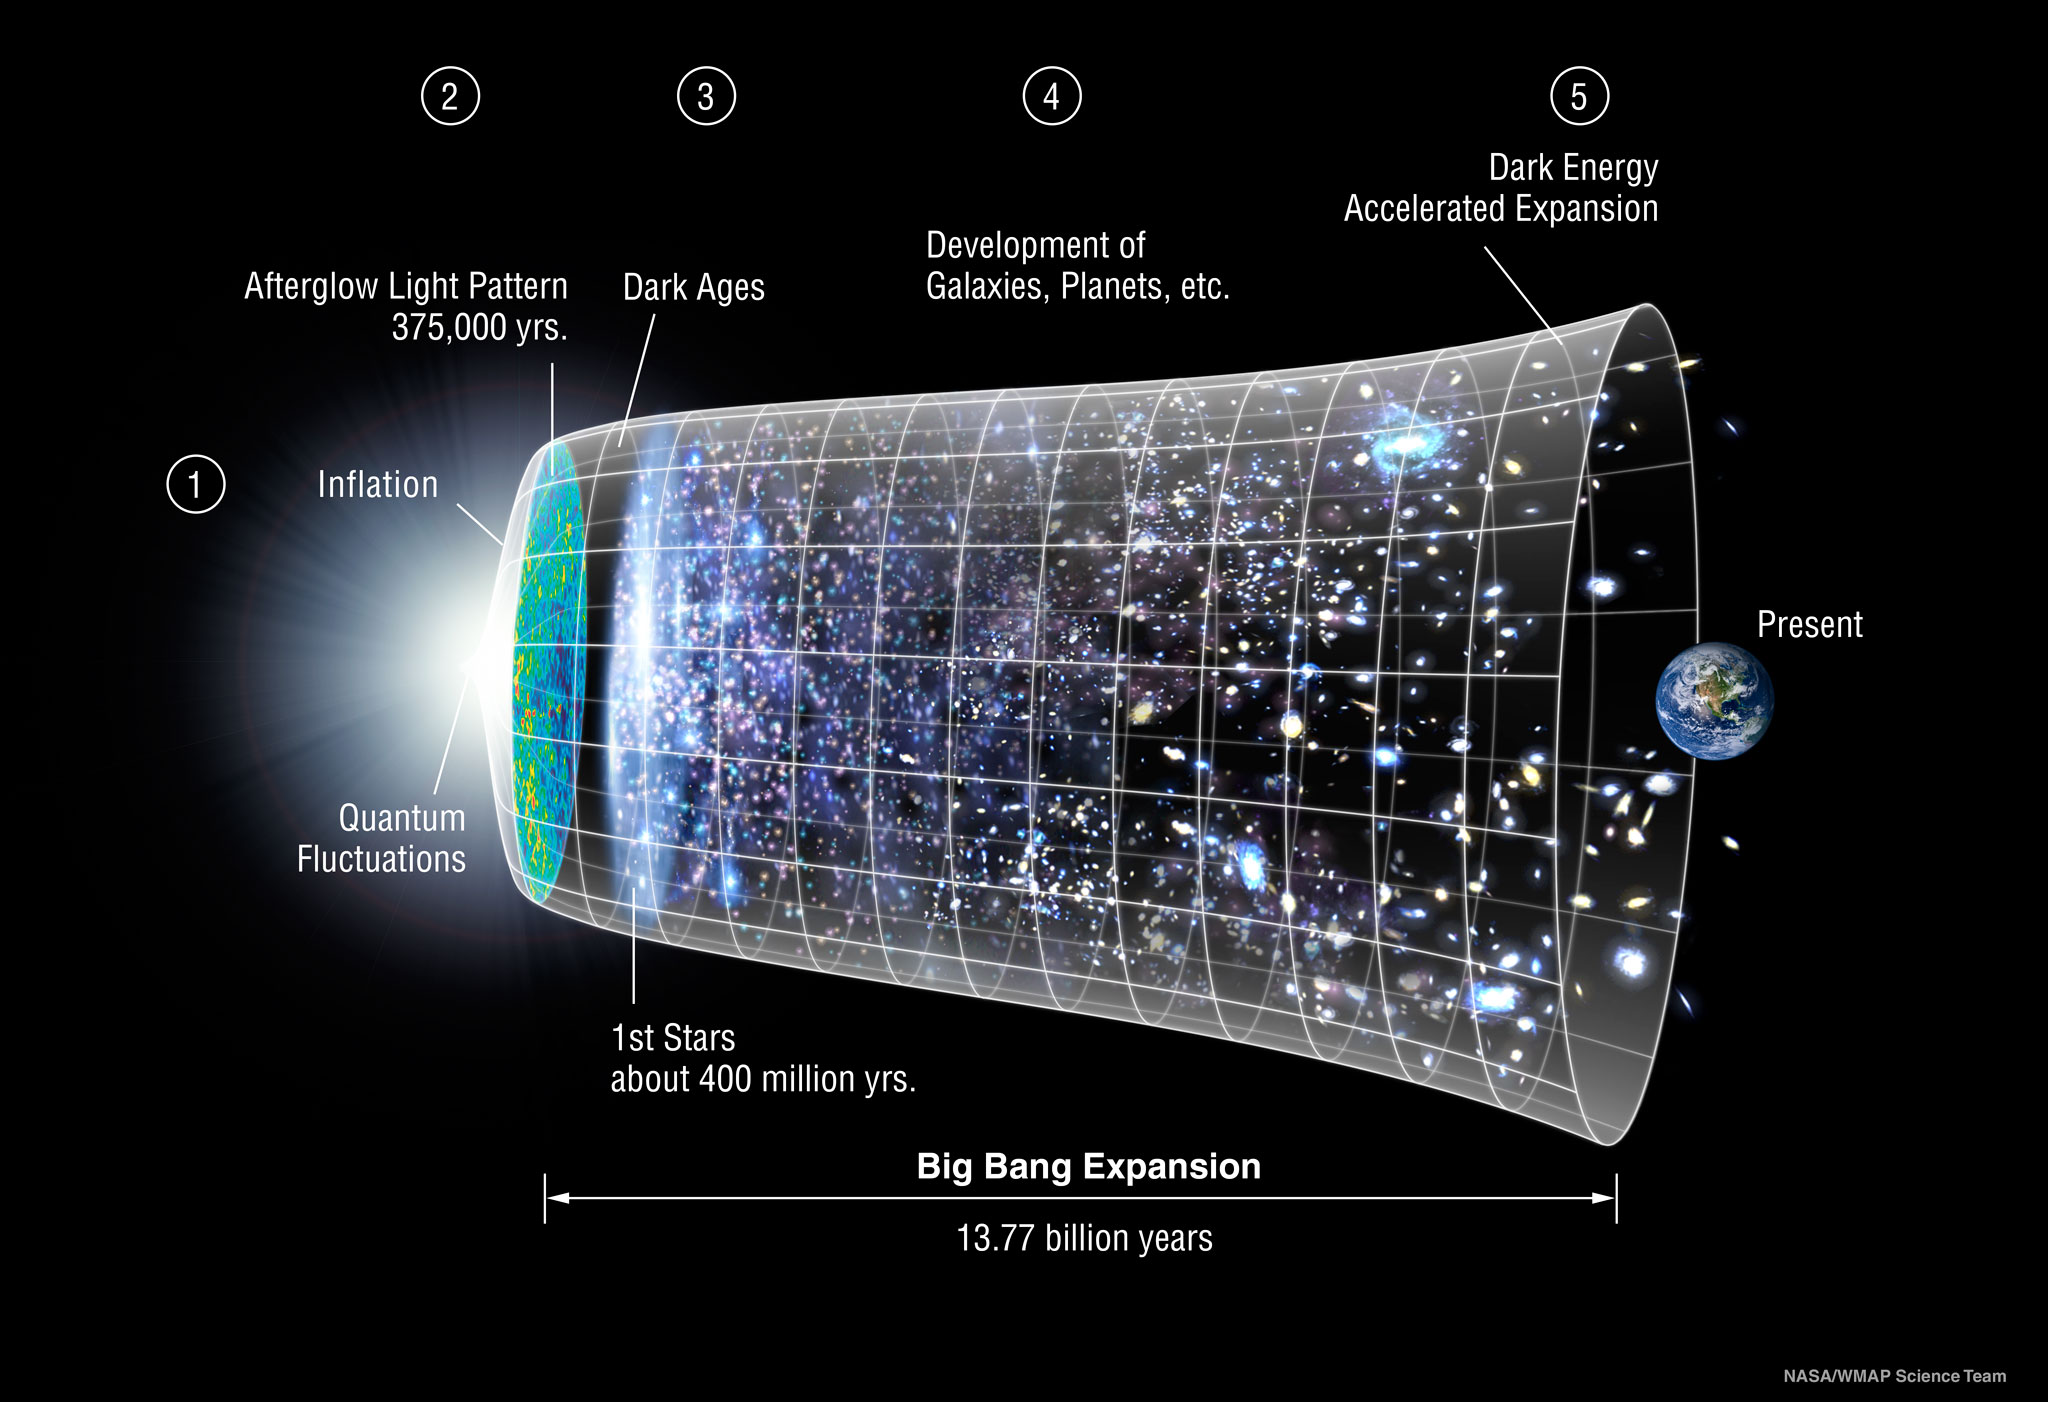 2
3
4
5
Dark Energy
Accelerated Expansion
Development of
Galaxies, Planets, etc.
Afterglow Light Pattern
375,000 yrs.
Dark Ages
1
Inflation
Present
Quantum
Fluctuations
1st Stars
about 400 million yrs.
Big Bang Expansion
13.77 billion years
NASA/WMAP Science Team